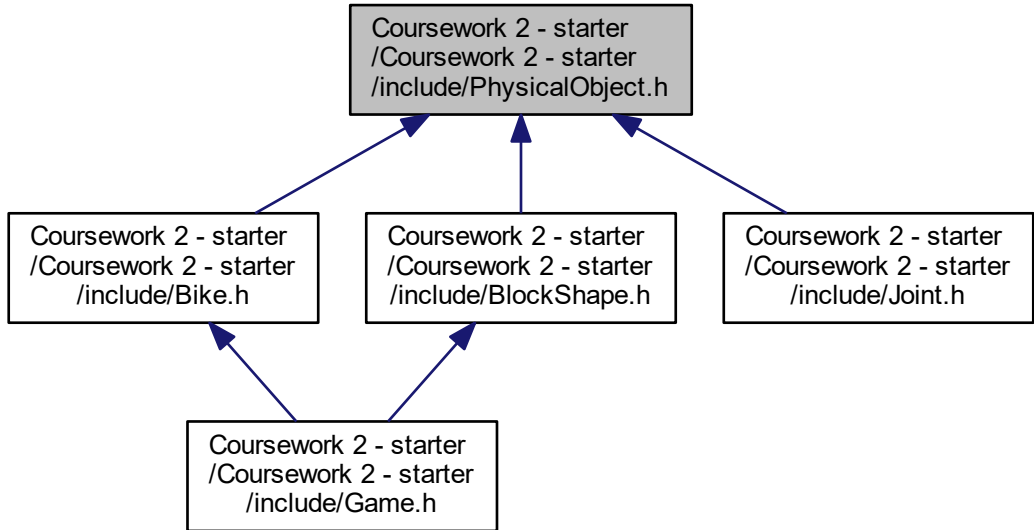 Coursework 2 - starter
/Coursework 2 - starter
/include/PhysicalObject.h
Coursework 2 - starter
/Coursework 2 - starter
/include/Bike.h
Coursework 2 - starter
/Coursework 2 - starter
/include/BlockShape.h
Coursework 2 - starter
/Coursework 2 - starter
/include/Joint.h
Coursework 2 - starter
/Coursework 2 - starter
/include/Game.h